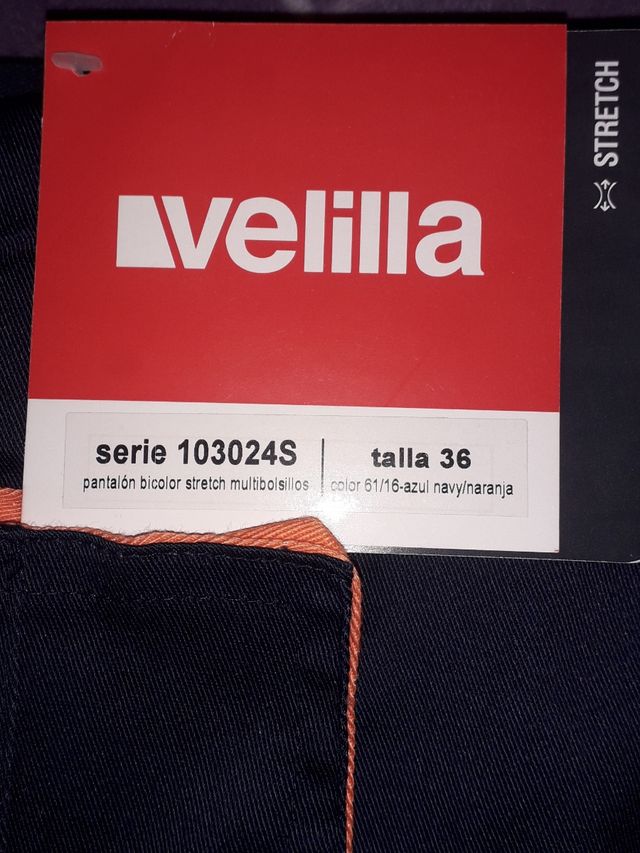 STRETCH
velilla
serie 103024S
pantalón bicolor stretch multibolsillos
talla 36
color 61/16-azul navy/naranja